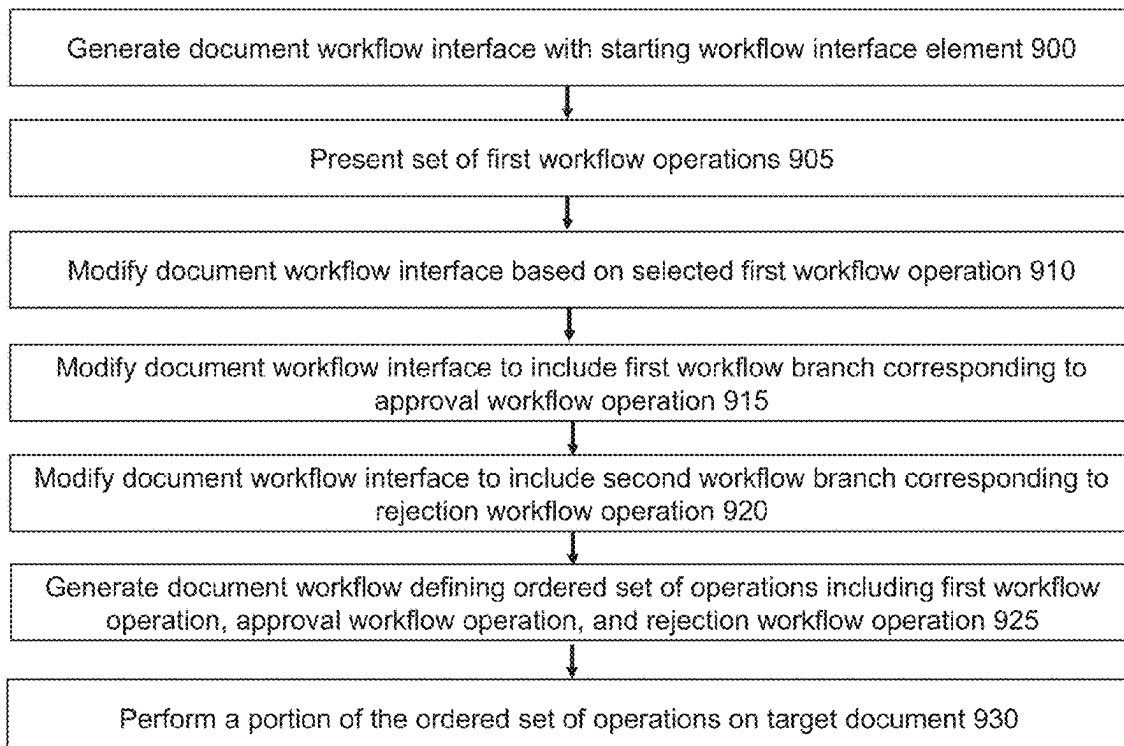 Generate document workflow interface with starting workflow interface element 900
Present set of first workflow operations 905
Modify document workflow interface based on selected first workflow operation 910
Modify document workflow interface to include first workflow branch corresponding to
approval workflow operation 915
Modify document workflow interface to include second workflow branch corresponding to
rejection workflow operation 920
Generate document workflow defining ordered set of operations including first workflow
operation, approval workflow operation, and rejection workflow operation 925
Perform a portion of the ordered set of operations on target document 930